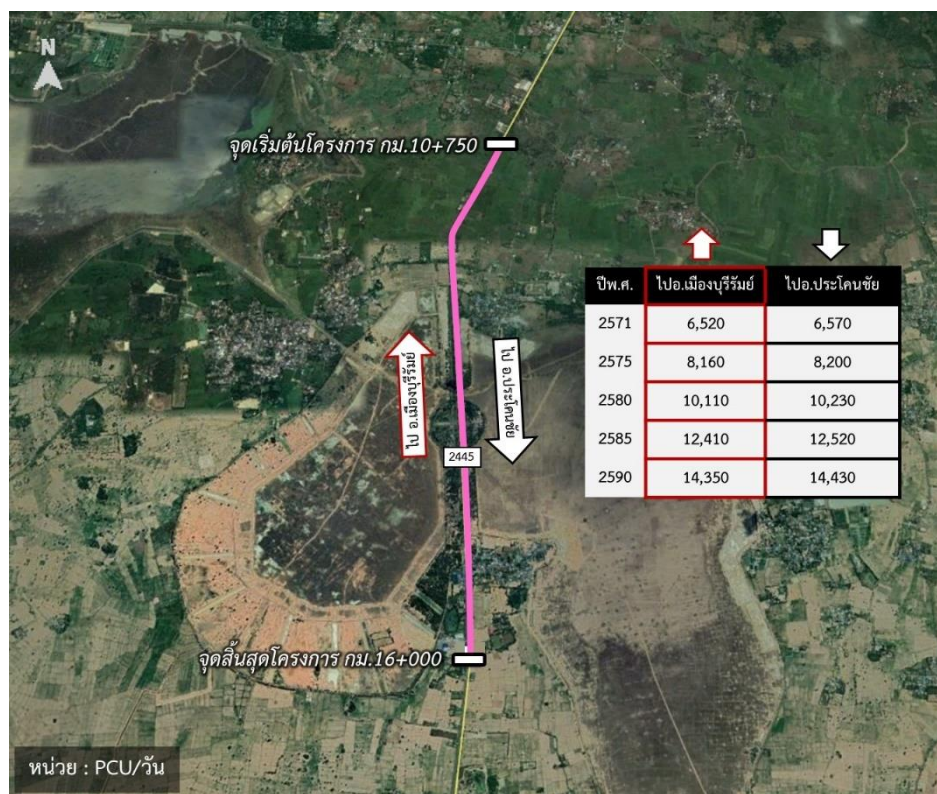 N
จุดเริ่มต้นโครงการ กม.10+750
ปีพ.ศ. ไปอ.เมืองบุรีรัมย์ ไปอ.ประโคนชัย
2571 6,520 6,570
2575 8,160 8,200
2580 10,110 10,230
2585 12,410 12,520
2590 14,350 14,430
ไป อ.เมืองบุรีรัมย์
ไป อ.ประโคนชัย
2445
จุดสิ้นสุดโครงการ กม.16+000
หน่วย : PCU/วัน